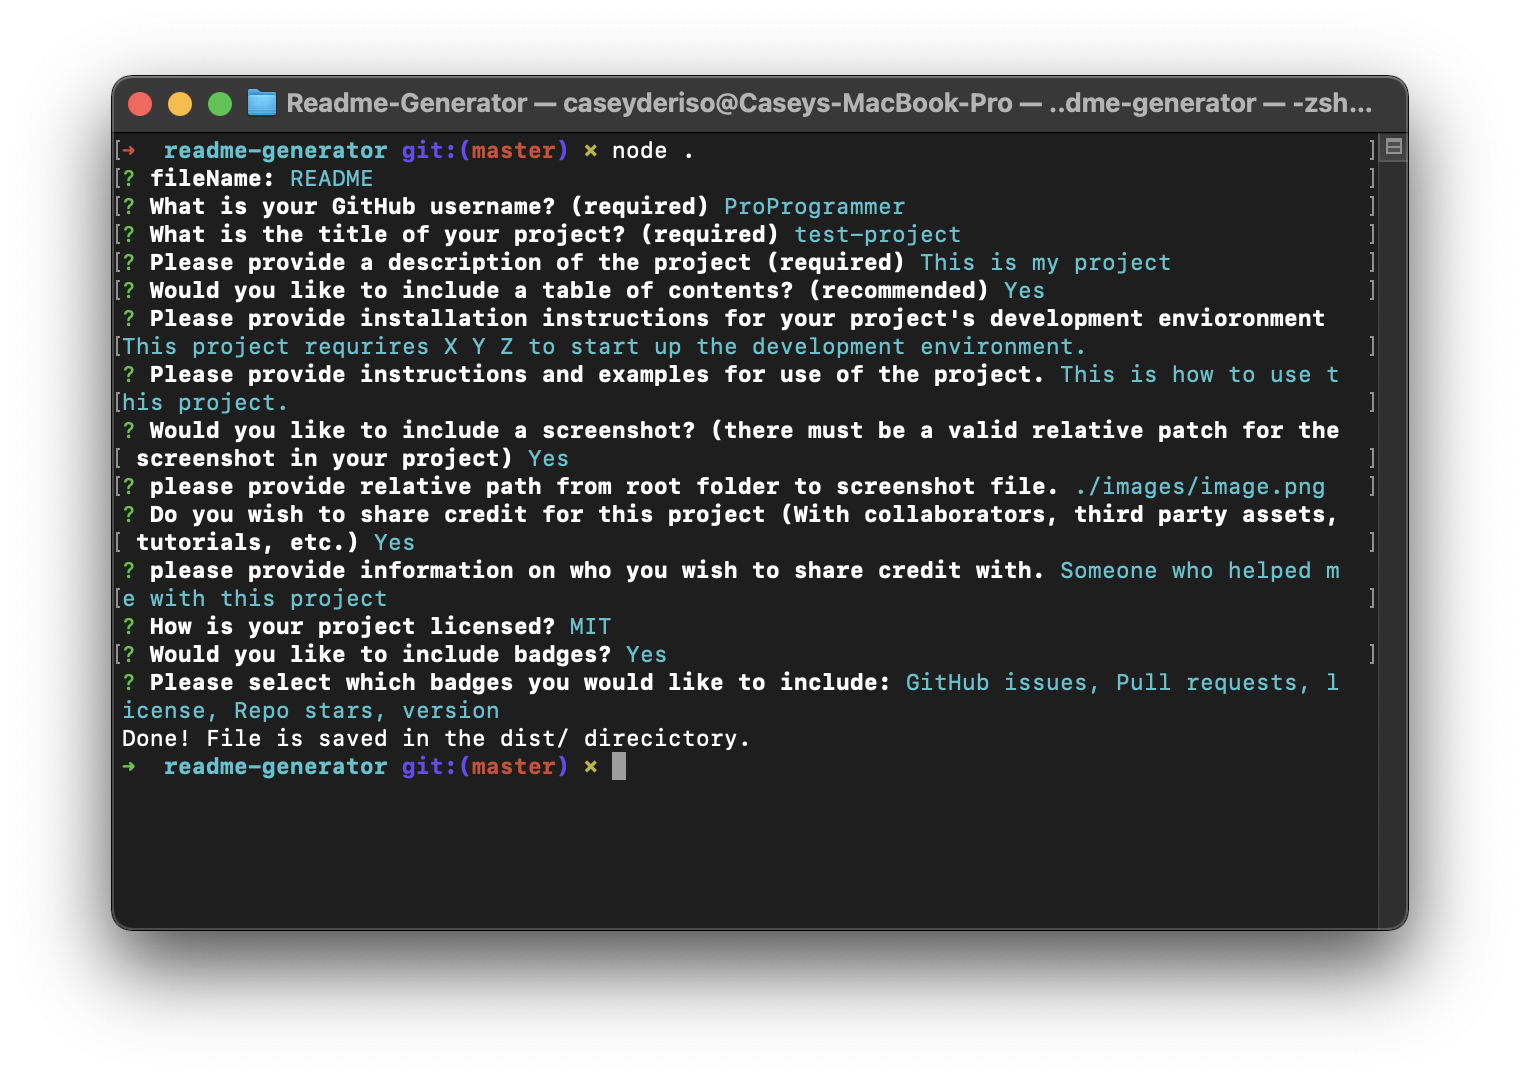 Readme-Generator — caseyderiso@Caseys-MacBook-Pro — ..dme-generator — -zsh...
[➜  readme-generator git:(master) ✗ node . ]
[? fileName: README ]
[? What is your GitHub username? (required) ProProgrammer ]
[? What is the title of your project? (required) test-project ]
[? Please provide a description of the project (required) This is my project ]
[? Would you like to include a table of contents? (recommended) Yes ]
? Please provide installation instructions for your project's development envioronment
[This project requrires X Y Z to start up the development environment. ]
? Please provide instructions and examples for use of the project. This is how to use t
[his project. ]
? Would you like to include a screenshot? (there must be a valid relative patch for the
[ screenshot in your project) Yes ]
[? please provide relative path from root folder to screenshot file. ./images/image.png ]
? Do you wish to share credit for this project (With collaborators, third party assets,
[ tutorials, etc.) Yes ]
? please provide information on who you wish to share credit with. Someone who helped m
[e with this project ]
? How is your project licensed? MIT
[? Would you like to include badges? Yes ]
? Please select which badges you would like to include: GitHub issues, Pull requests, l
icense, Repo stars, version
Done! File is saved in the dist/ direcictory.
➜  readme-generator git:(master) ✗